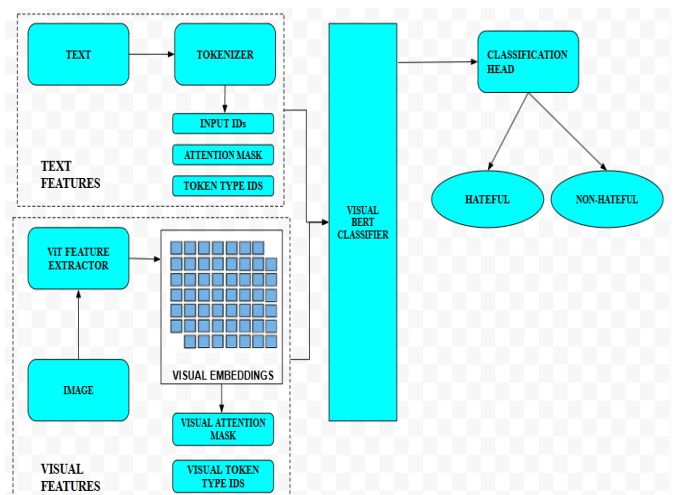 TEXT
TOKENIZER
INPUT IDs
ATTENTION MASK
TOKEN TYPE IDS
TEXT
FEATURES
ViT FEATURE
EXTRACTOR
IMAGE
VISUAL EMBEDDINGS
VISUAL ATTENTION
MASK
VISUAL TOKEN
TYPE IDS
VISUAL
FEATURES
VISUAL
BERT
CLASSIFIER
CLASSIFICATION
HEAD
HATEFUL
NON-HATEFUL